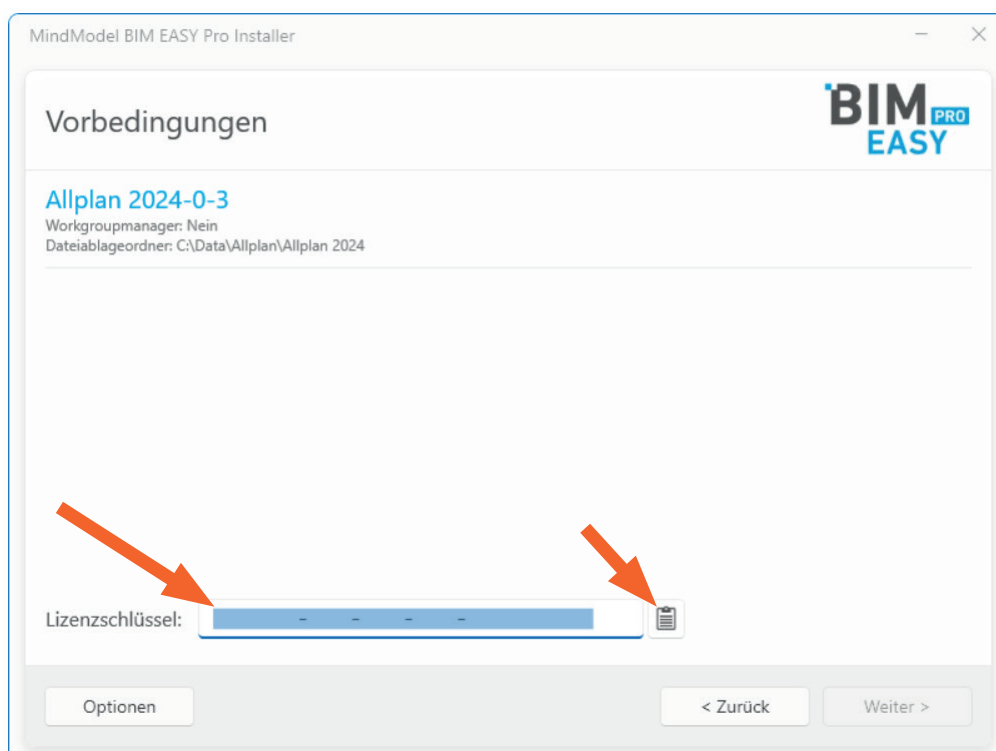 MindModel BIM EASY Pro Installer
Vorbedingungen
BIM PRO
EASY
Allplan 2024-0-3
Workgroupmanager: Nein
Dateiablageordner: C:\Data\Allplan\Allplan 2024
Lizenzschlüssel: - - - -
Optionen
< Zurück
Weiter >